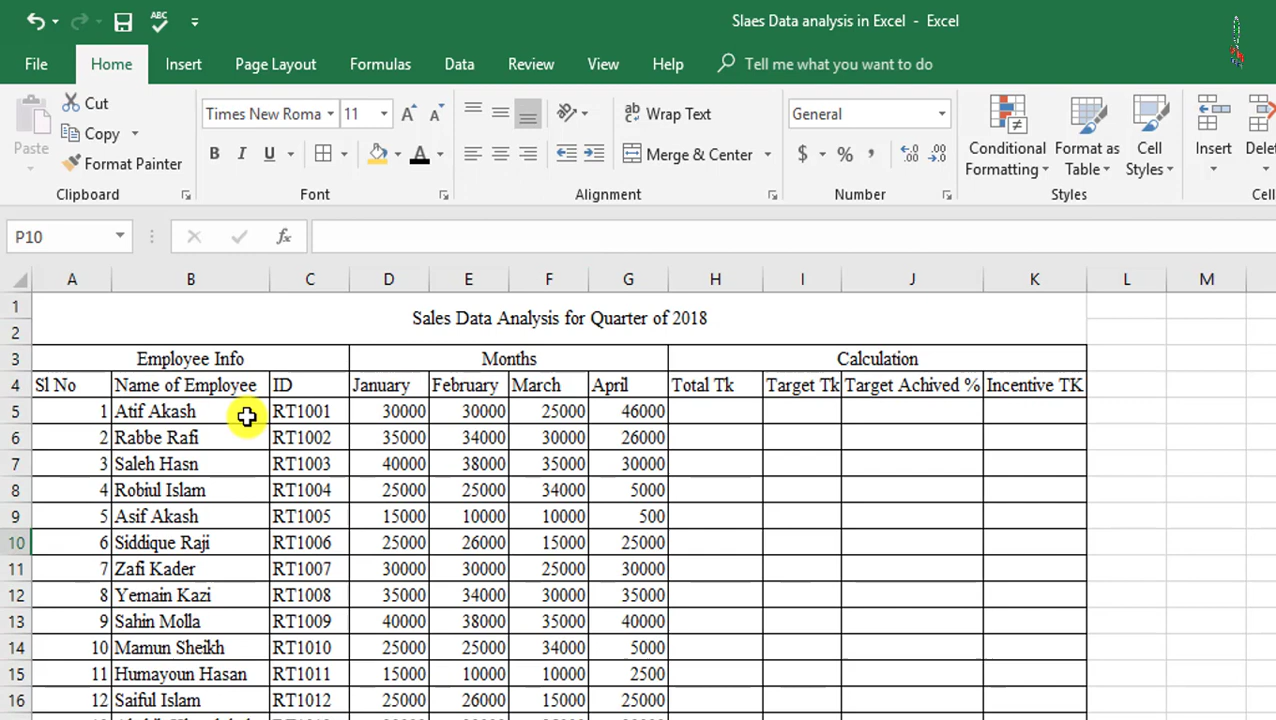 ABC
Slaes Data analysis in Excel - Excel
File Home Insert Page Layout Formulas Data Review View Help Tell me what you want to do
Paste
Cut
Copy
Format Painter
Clipboard
Times New Roma 11
B I U A
Font
Wrap Text
Merge & Center
Alignment
General
$ % ,
Number
Conditional Formatting
Format as Table
Cell Styles
Styles
Insert
P10 fx
A B C D E F G H I J K L M
1 Sales Data Analysis for Quarter of 2018
2
3 Employee Info Months Calculation
4 Sl No Name of Employee ID January February March April Total Tk Target Tk Target Achived % Incentive TK
5 1 Atif Akash RT1001 30000 30000 25000 46000
6 2 Rabbe Rafi RT1002 35000 34000 30000 26000
7 3 Saleh Hasn RT1003 40000 38000 35000 30000
8 4 Robiul Islam RT1004 25000 25000 34000 5000
9 5 Asif Akash RT1005 15000 10000 10000 500
10 6 Siddique Raji RT1006 25000 26000 15000 25000
11 7 Zafi Kader RT1007 30000 30000 25000 30000
12 8 Yemain Kazi RT1008 35000 34000 30000 35000
13 9 Sahin Molla RT1009 40000 38000 35000 40000
14 10 Mamun Sheikh RT1010 25000 25000 34000 5000
15 11 Humayoun Hasan RT1011 15000 10000 10000 2500
16 12 Saiful Islam RT1012 25000 26000 15000 25000